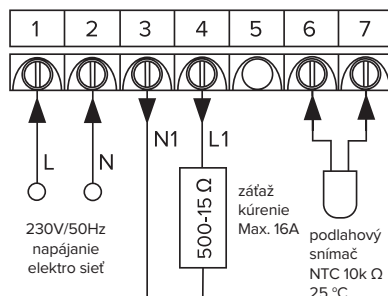 1 2 3 4 5 6 7
L N N1 L1
500-15 Ω
230V/50Hz
napájanie
elektro sieť
záťaž
kúrenie
Max. 16A
podlahový
snímač
NTC 10k Ω
25 °C